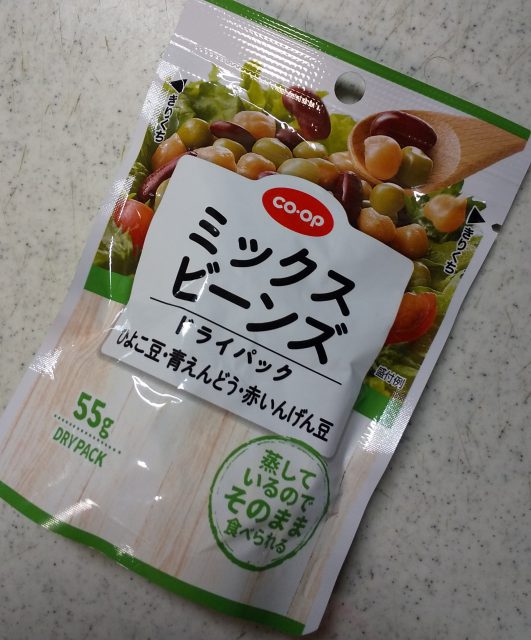 きりくち
CO・OP
ミックス
ビーンズ
ドライパック
ひよこ豆・青えんどう・赤いんげん豆
きりくち
盛付例
55g
DRY PACK
蒸して
いるので
そのまま
食べられる